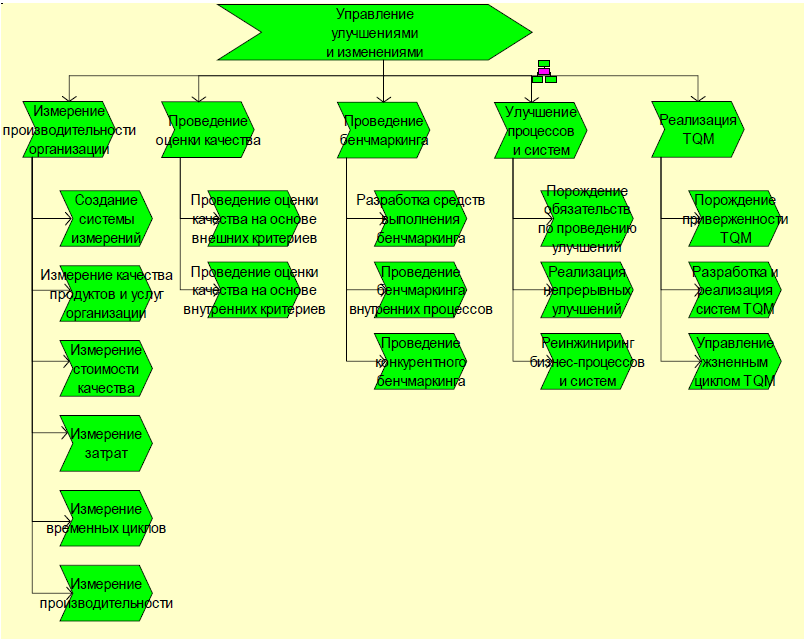 Управление
улучшениями
и изменениями
Измерение
производительности
организации
Проведение
оценки качества
Проведение
бенчмаркинга
Улучшение
процессов
и систем
Реализация
TQM
Создание
системы
измерений
Измерение качества
продуктов и услуг
организации
Измерение
стоимости
качества
Измерение
затрат
Измерение
временных циклов
Измерение
производительности
Проведение оценки
качества на основе
внешних критериев
Проведение оценки
качества на основе
внутренних критериев
Разработка средств
выполнения
бенчмаркинга
Проведение
бенчмаркинга
внутренних процессов
Проведение
конкурентного
бенчмаркинга
Порождение
обязательств
по проведению
улучшений
Реализация
непрерывных
улучшений
Реинжиниринг
бизнес-процессов
и систем
Порождение
приверженности
TQM
Разработка и
реализация
систем TQM
Управление
жзненным
циклом TQM